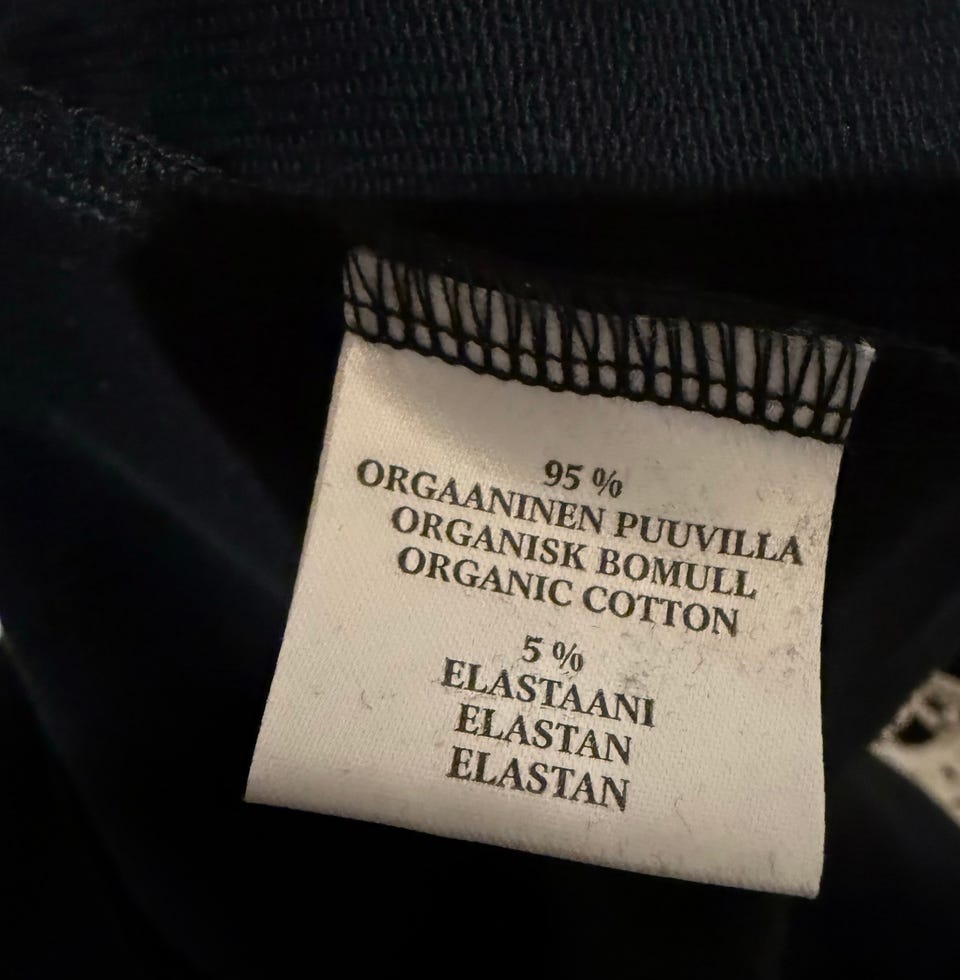 95 %
ORGAANINEN PUUVILLA
ORGANISK BOMULL
ORGANIC COTTON
5 %
ELASTAANI
ELASTAN
ELASTAN